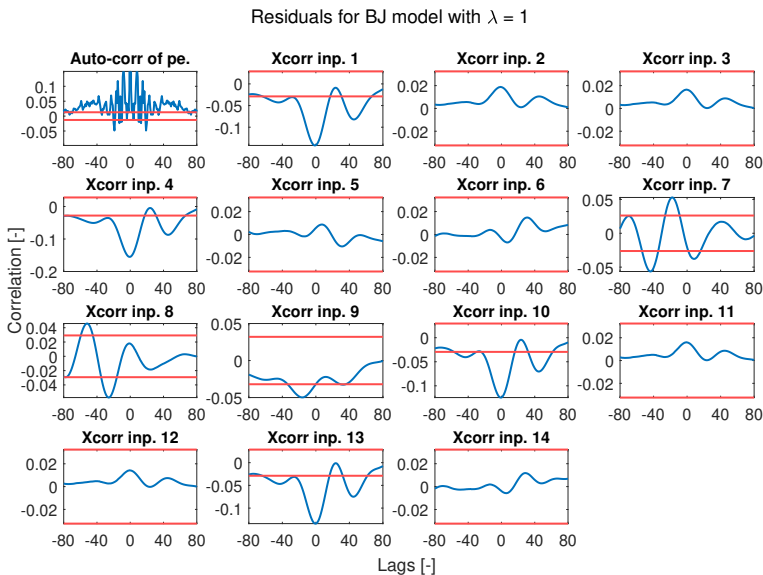 Residuals for BJ model with λ = 1
Auto-corr of pe. Xcorr inp. 1 Xcorr inp. 2 Xcorr inp. 3
0.1 0 0.02 0.02
0.05 -0.05 0 0
-0.05 -0.1 -0.02 -0.02
-80 -40 0 40 80 -80 -40 0 40 80 -80 -40 0 40 80 -80 -40 0 40 80
Xcorr inp. 4 Xcorr inp. 5 Xcorr inp. 6 Xcorr inp. 7
0 0.02 0.02 0.05
-0.1 0 0 0
-0.2 -0.02 -0.02 -0.05
-80 -40 0 40 80 -80 -40 0 40 80 -80 -40 0 40 80 -80 -40 0 40 80
Correlation [-]
Xcorr inp. 8 Xcorr inp. 9 Xcorr inp. 10 Xcorr inp. 11
0.04 0.05 0 0.02
0.02 0 -0.05 0
0 -0.05 -0.1 -0.02
-0.02
-0.04
-80 -40 0 40 80 -80 -40 0 40 80 -80 -40 0 40 80 -80 -40 0 40 80
Xcorr inp. 12 Xcorr inp. 13 Xcorr inp. 14
0.02 0 0.02
0 -0.05 0
-0.02 -0.1 -0.02
-80 -40 0 40 80 -80 -40 0 40 80 -80 -40 0 40 80
Lags [-]